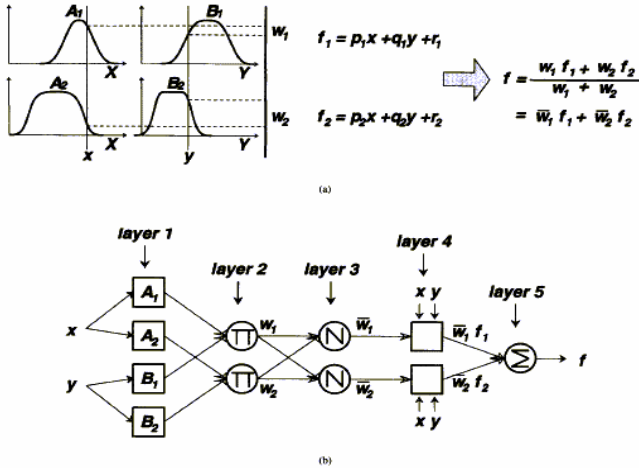 A₁
B₁
X
Y
w₁
f₁ = p₁x + q₁y + r₁
A₂
B₂
X
Y
w₂
f₂ = p₂x + q₂y + r₂
x
y
f = w₁ f₁ + w₂ f₂
w₁ + w₂
= w̅₁ f₁ + w̅₂ f₂
(a)
layer 1
layer 2
layer 3
layer 4
layer 5
x y
A₁
A₂
B₁
B₂
x
y
Π
Π
w₁
w₂
N
N
w̅₁
w̅₂
w̅₁ f₁
w̅₂ f₂
x y
Σ
f
(b)